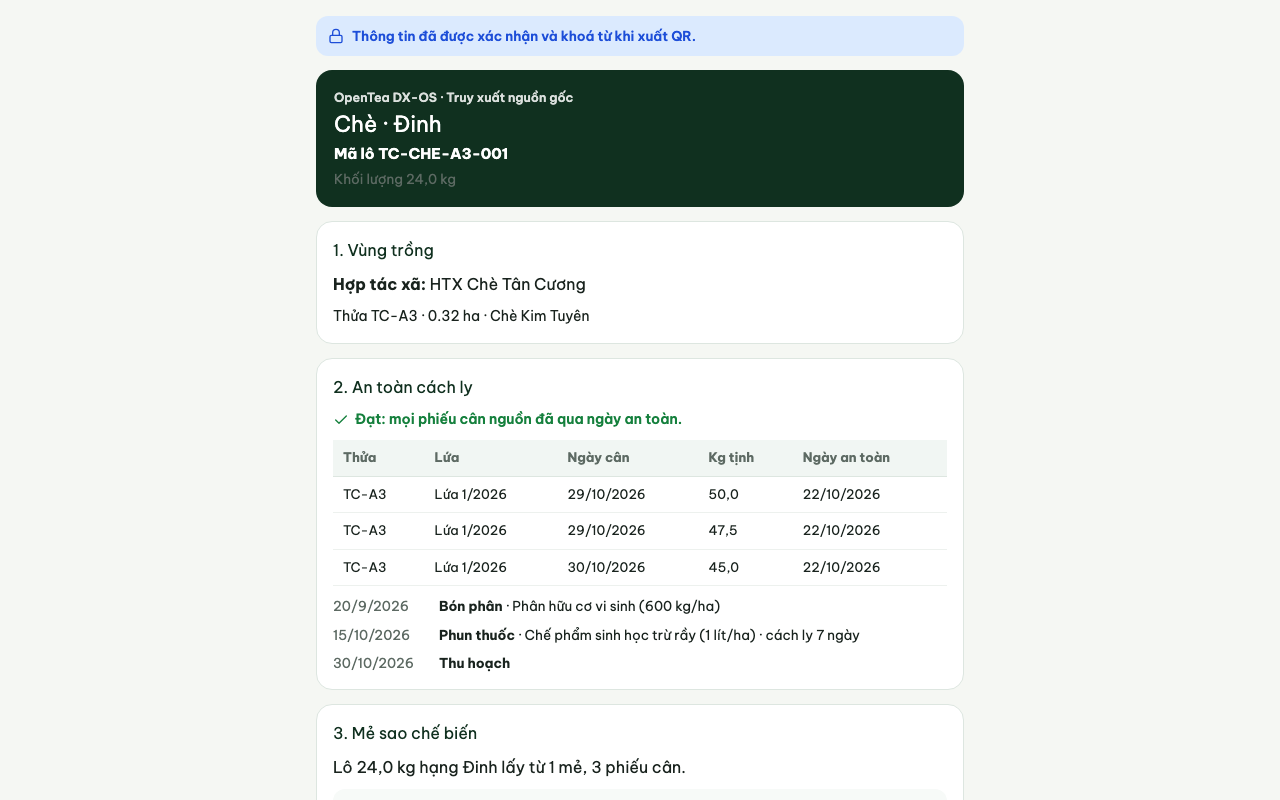 Thông tin đã được xác nhận và khoá từ khi xuất QR.
OpenTea DX-OS · Truy xuất nguồn gốc
Chè · Đinh
Mã lô TC-CHE-A3-001
Khối lượng 24,0 kg
1. Vùng trồng
Hợp tác xã: HTX Chè Tân Cương
Thửa TC-A3 · 0.32 ha · Chè Kim Tuyên
2. An toàn cách ly
Đạt: mọi phiếu cân nguồn đã qua ngày an toàn.
Thửa Lứa Ngày cân Kg tịnh Ngày an toàn
TC-A3 Lứa 1/2026 29/10/2026 50,0 22/10/2026
TC-A3 Lứa 1/2026 29/10/2026 47,5 22/10/2026
TC-A3 Lứa 1/2026 30/10/2026 45,0 22/10/2026
20/9/2026 Bón phân · Phân hữu cơ vi sinh (600 kg/ha)
15/10/2026 Phun thuốc · Chế phẩm sinh học trừ rầy (1 lít/ha) · cách ly 7 ngày
30/10/2026 Thu hoạch
3. Mẻ sao chế biến
Lô 24,0 kg hạng Đinh lấy từ 1 mẻ, 3 phiếu cân.